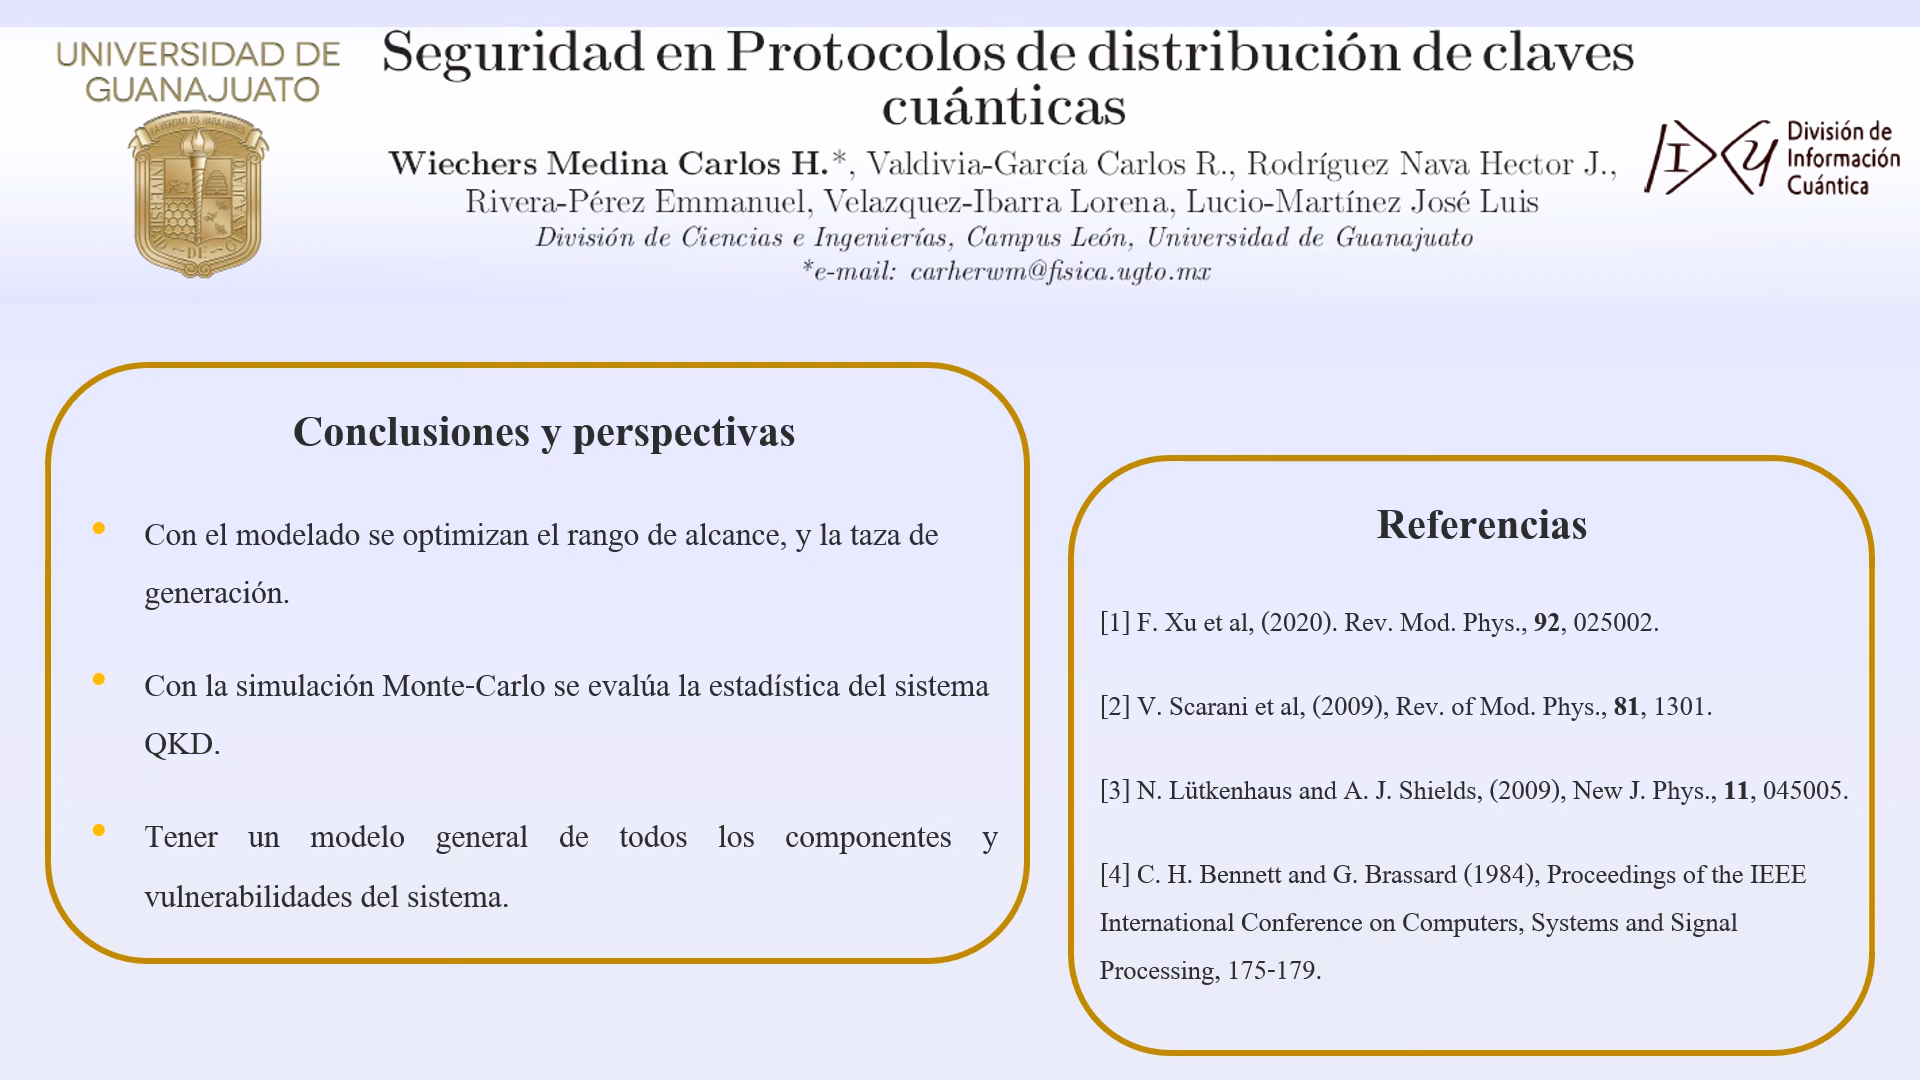 UNIVERSIDAD DE
GUANAJUATO
Seguridad en Protocolos de distribución de claves
cuánticas
Wiechers Medina Carlos H.*, Valdivia-García Carlos R., Rodríguez Nava Hector J.,
Rivera-Pérez Emmanuel, Velazquez-Ibarra Lorena, Lucio-Martínez José Luis
División de Ciencias e Ingenierías, Campus León, Universidad de Guanajuato
*e-mail: carherwm@fisica.ugto.mx
División de
Información
Cuántica
Conclusiones y perspectivas
• Con el modelado se optimizan el rango de alcance, y la taza de
generación.
• Con la simulación Monte-Carlo se evalúa la estadística del sistema
QKD.
• Tener un modelo general de todos los componentes y
vulnerabilidades del sistema.
Referencias
[1] F. Xu et al, (2020). Rev. Mod. Phys., 92, 025002.
[2] V. Scarani et al, (2009), Rev. of Mod. Phys., 81, 1301.
[3] N. Lütkenhaus and A. J. Shields, (2009), New J. Phys., 11, 045005.
[4] C. H. Bennett and G. Brassard (1984), Proceedings of the IEEE
International Conference on Computers, Systems and Signal
Processing, 175-179.